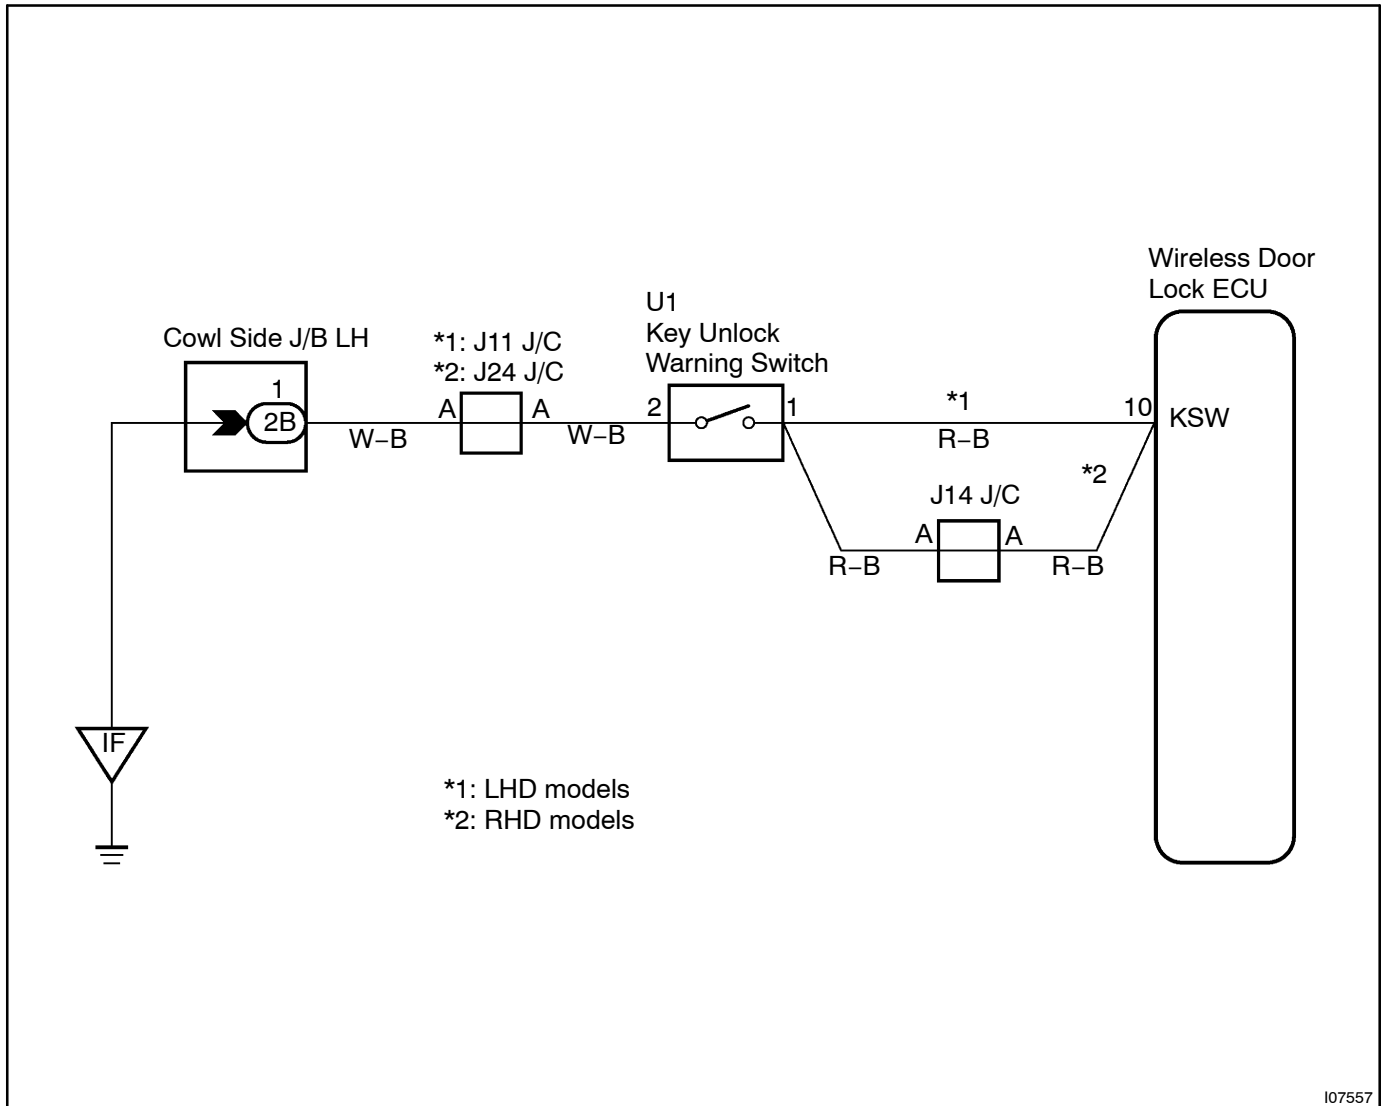 Wireless Door
Lock ECU
U1
Key Unlock
Warning Switch
Cowl Side J/B LH
*1: J11 J/C
*2: J24 J/C
1
2B
W–B
A
A
W–B
2
1
*1
R–B
10
KSW
*2
J14 J/C
A
A
R–B
R–B
IF
*1: LHD models
*2: RHD models
I07557